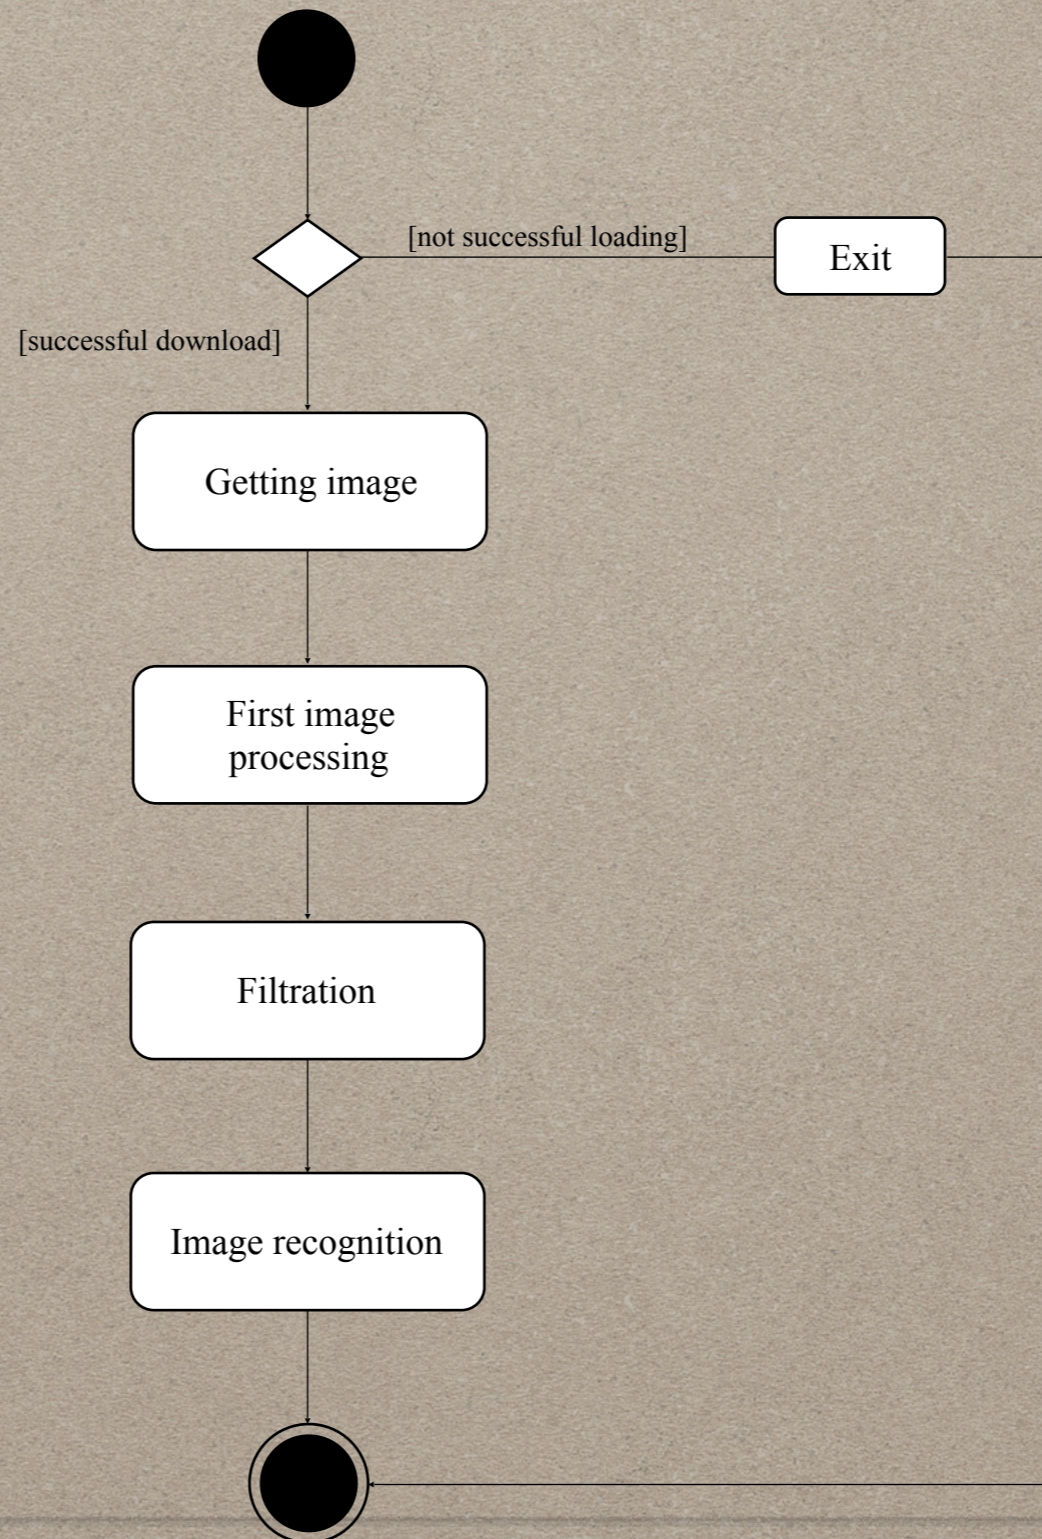 [not successful loading]
Exit
[successful download]
Getting image
First image
processing
Filtration
Image recognition